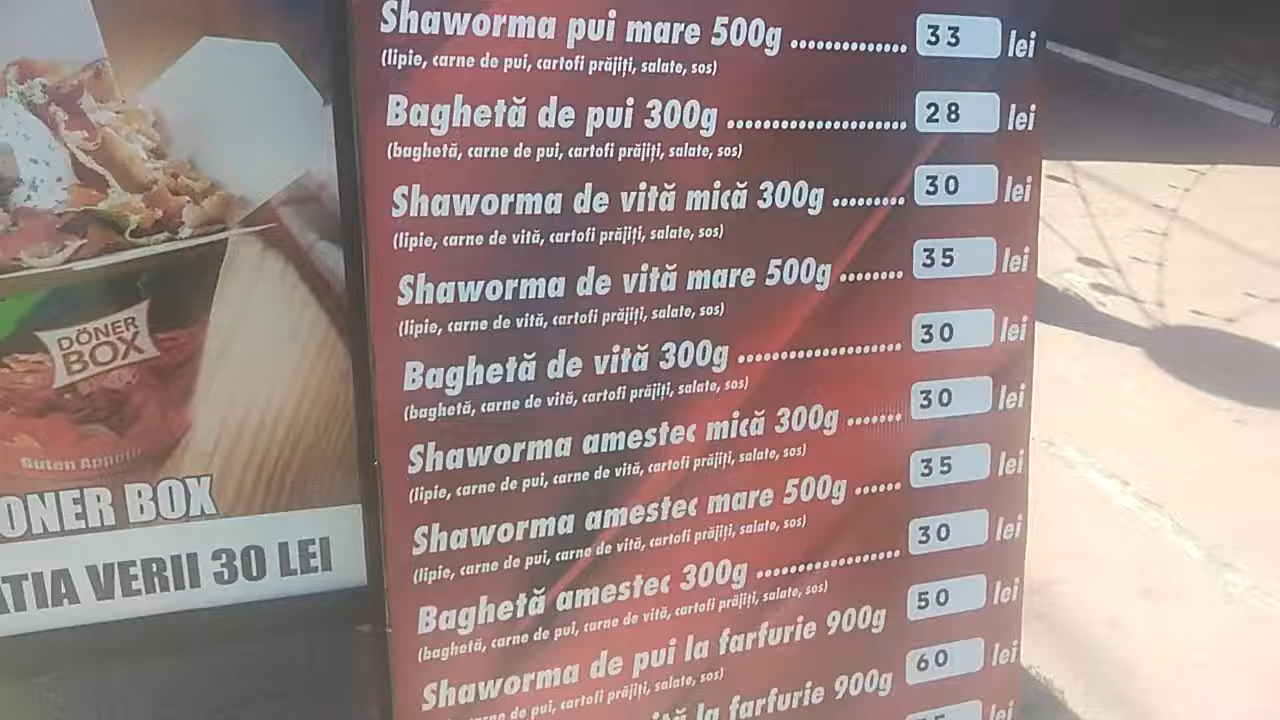 Shaworma pui mare 500g .............. 33 lei
(lipie, carne de pui, cartofi prăjiți, salate, sos)
Baghetă de pui 300g ..................... 28 lei
(baghetă, carne de pui, cartofi prăjiți, salate, sos)
Shaworma de vită mică 300g ......... 30 lei
(lipie, carne de vită, cartofi prăjiți, salate, sos)
Shaworma de vită mare 500g ........ 35 lei
(lipie, carne de vită, cartofi prăjiți, salate, sos)
Baghetă de vită 300g ................... 30 lei
(baghetă, carne de vită, cartofi prăjiți, salate, sos)
Shaworma amestec mică 300g ....... 30 lei
(lipie, carne de pui, carne de vită, cartofi prăjiți, salate, sos)
Shaworma amestec mare 500g ...... 35 lei
(lipie, carne de pui, carne de vită, cartofi prăjiți, salate, sos)
Baghetă amestec 300g .................. 30 lei
(baghetă, carne de pui, carne de vită, cartofi prăjiți, salate, sos)
Shaworma de pui la farfurie 900g 50 lei
de pui, cartofi prăjiți, salate, sos)
la farfurie 900g 60 lei
lei
DÖNER
BOX
Guten Appetit
ONER BOX
VERII 30 LEI